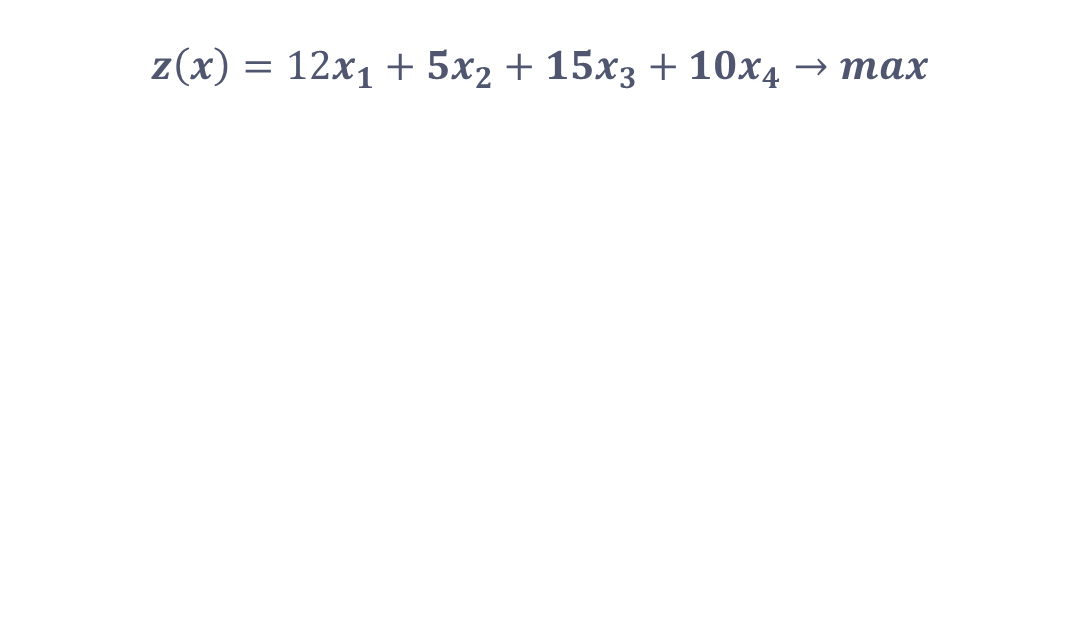 z(x) = 12x₁ + 5x₂ + 15x₃ + 10x₄ → max